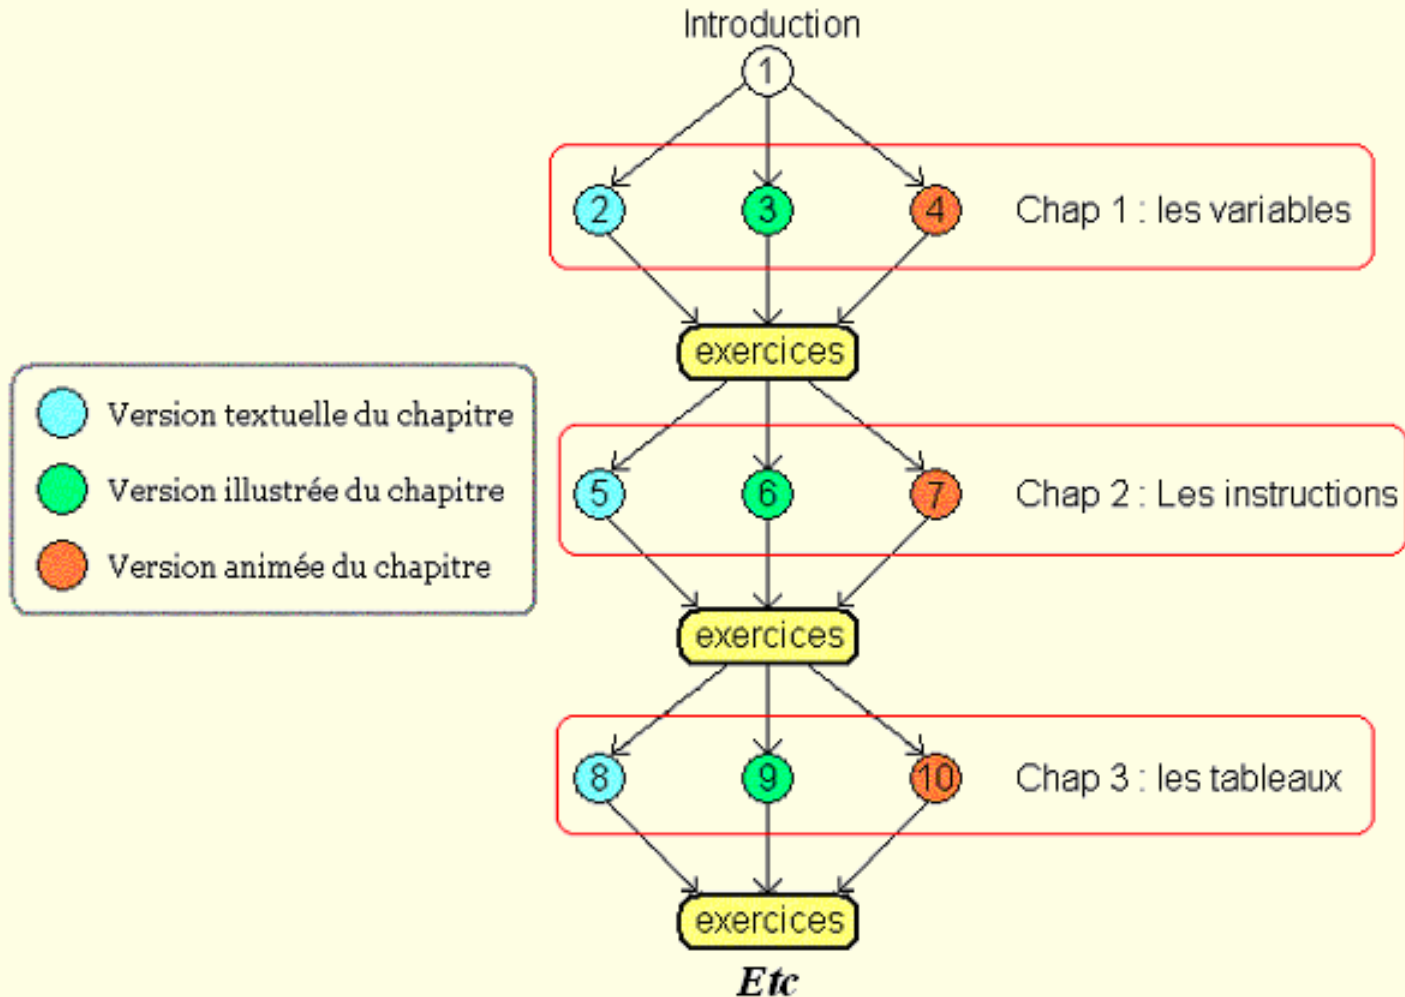 Introduction
1
2 3 4 Chap 1 : les variables
exercices
Version textuelle du chapitre
Version illustrée du chapitre
Version animée du chapitre
5 6 7 Chap 2 : Les instructions
exercices
8 9 10 Chap 3 : les tableaux
exercices
Etc